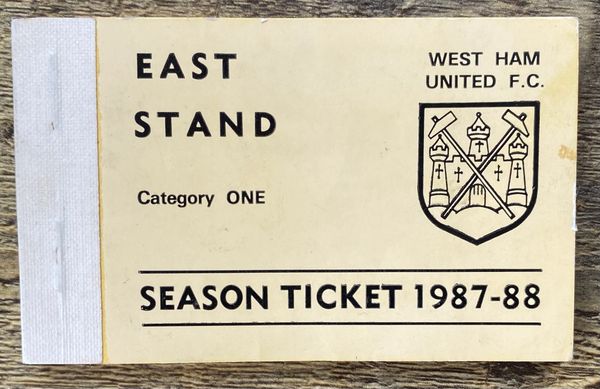 EAST
STAND
Category ONE
WEST HAM
UNITED F.C.
SEASON TICKET 1987-88